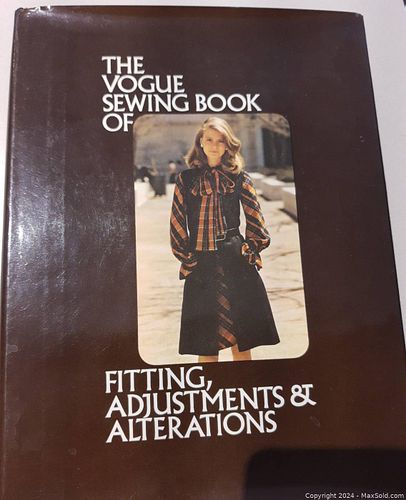 THE
VOGUE
SEWING BOOK
OF
FITTING,
ADJUSTMENTS &
ALTERATIONS
Copyright 2024 - MaxSold.com